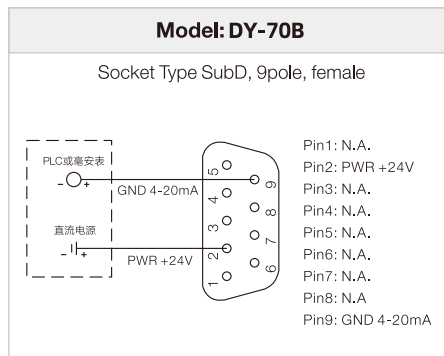 Model: DY-70B
Socket Type SubD, 9pole, female
PLC或毫安表
- +
GND 4-20mA
直流电源
- +
PWR +24V
5
4
3
2
1
9
8
7
6
Pin1: N.A.
Pin2: PWR +24V
Pin3: N.A.
Pin4: N.A.
Pin5: N.A.
Pin6: N.A.
Pin7: N.A.
Pin8: N.A
Pin9: GND 4-20mA